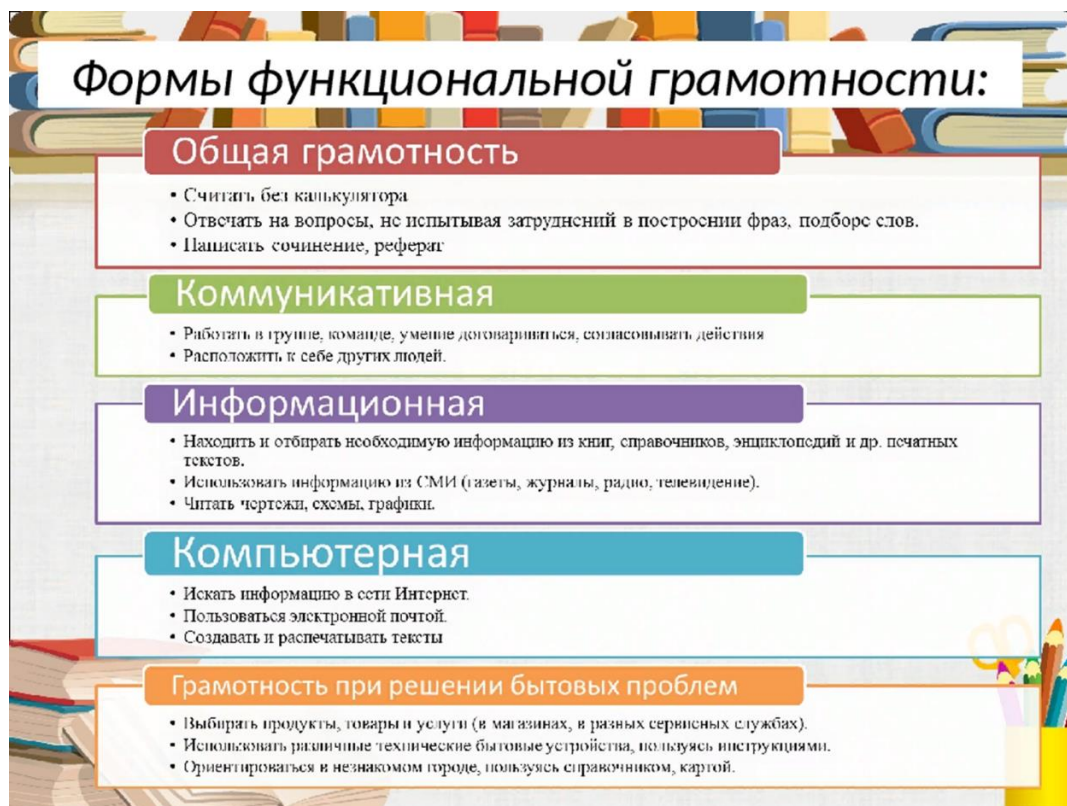 Формы функциональной грамотности:
Общая грамотность
• Считать без калькулятора
• Отвечать на вопросы, не испытывая затруднений в построении фраз, подборе слов.
• Написать сочинение, реферат
Коммуникативная
• Работать в группе, команде, умение договариваться, согласовывать действия
• Расположить к себе других людей.
Информационная
• Находить и отбирать необходимую информацию из книг, справочников, энциклопедий и др. печатных
текстов.
• Использовать информацию из СМИ (газеты, журналы, радио, телевидение).
• Читать чертежи, схемы, графики.
Компьютерная
• Искать информацию в сети Интернет.
• Пользоваться электронной почтой.
• Создавать и распечатывать тексты
Грамотность при решении бытовых проблем
• Выбирать продукты, товары и услуги (в магазинах, в разных сервисных службах).
• Использовать различные технические бытовые устройства, пользуясь инструкциями.
• Ориентироваться в незнакомом городе, пользуясь справочником, картой.